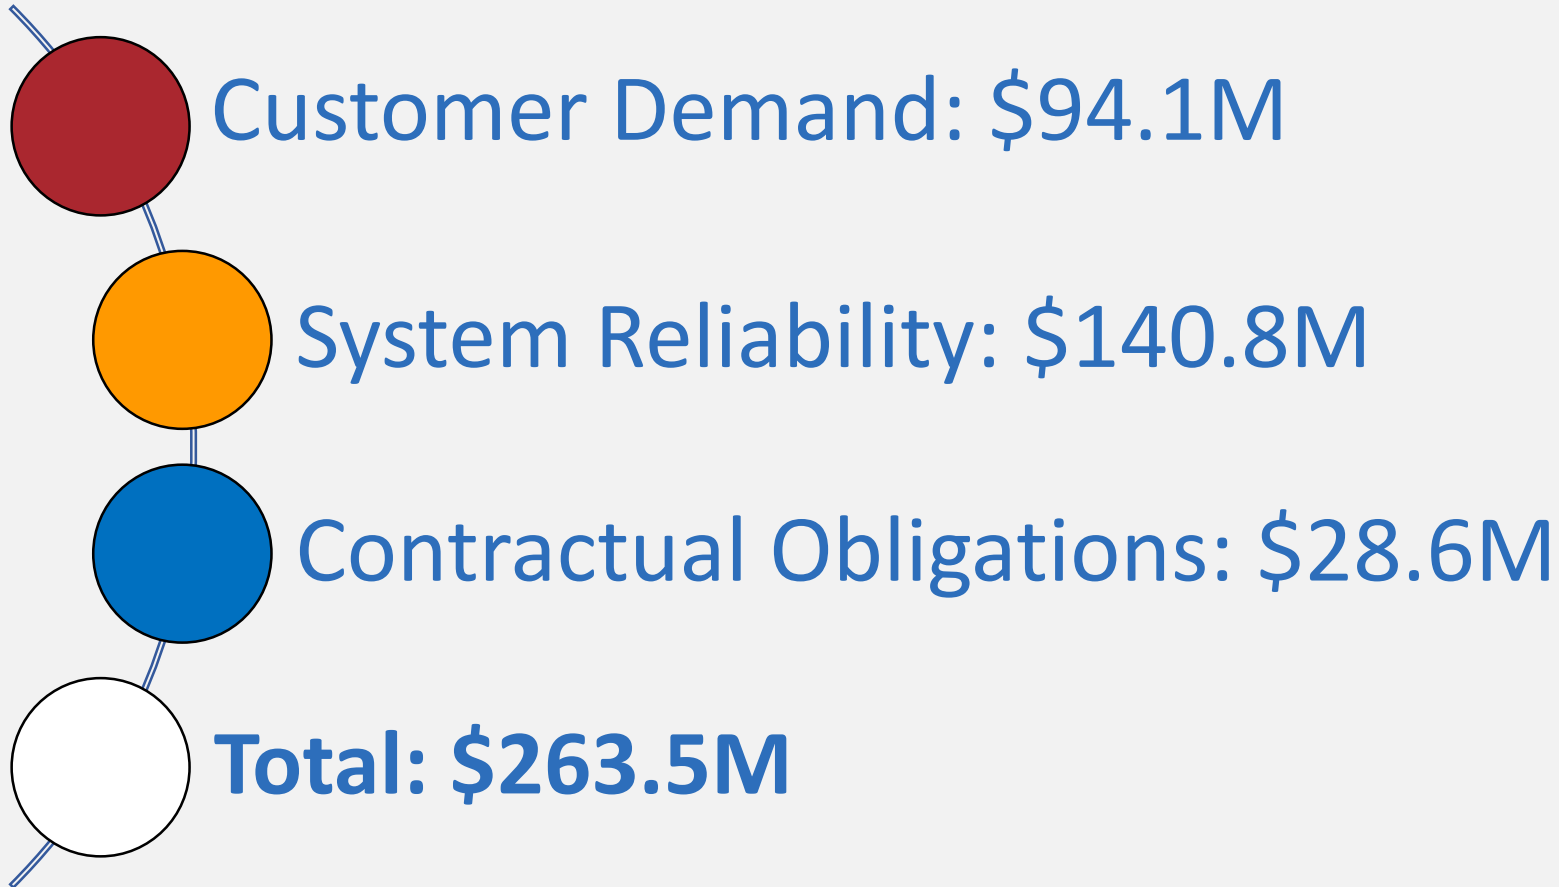 Customer Demand: $94.1M
System Reliability: $140.8M
Contractual Obligations: $28.6M
Total: $263.5M